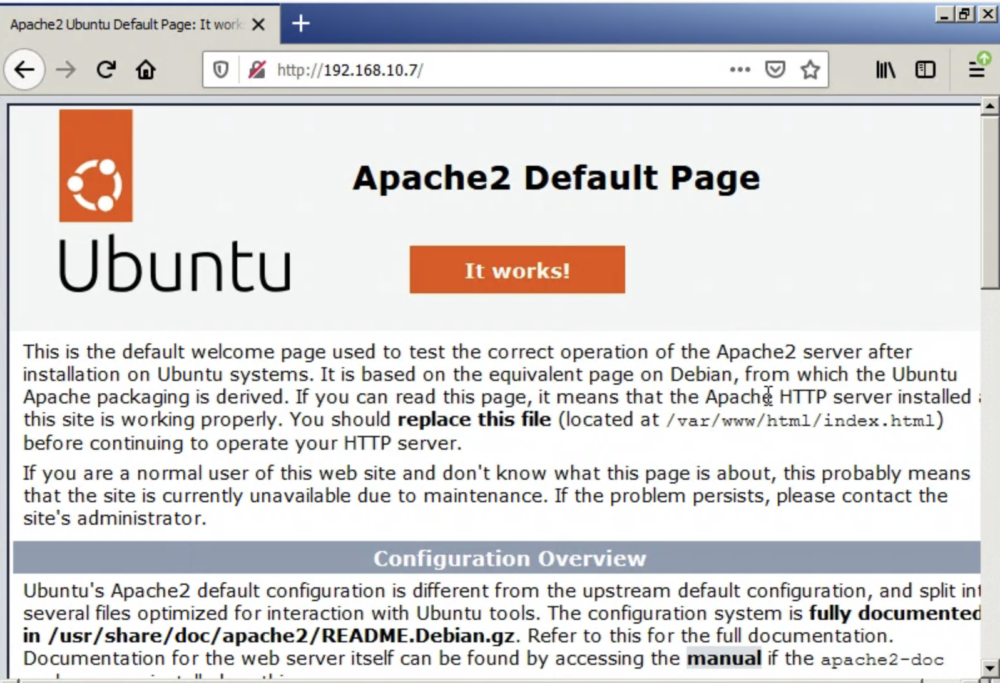 Apache2 Ubuntu Default Page: It work
http://192.168.10.7/
Apache2 Default Page
Ubuntu
It works!
This is the default welcome page used to test the correct operation of the Apache2 server after
installation on Ubuntu systems. It is based on the equivalent page on Debian, from which the Ubuntu
Apache packaging is derived. If you can read this page, it means that the Apache HTTP server installed
this site is working properly. You should replace this file (located at /var/www/html/index.html)
before continuing to operate your HTTP server.
If you are a normal user of this web site and don't know what this page is about, this probably means
that the site is currently unavailable due to maintenance. If the problem persists, please contact the
site's administrator.
Configuration Overview
Ubuntu's Apache2 default configuration is different from the upstream default configuration, and split int
several files optimized for interaction with Ubuntu tools. The configuration system is fully documented
in /usr/share/doc/apache2/README.Debian.gz. Refer to this for the full documentation.
Documentation for the web server itself can be found by accessing the manual if the apache2-doc